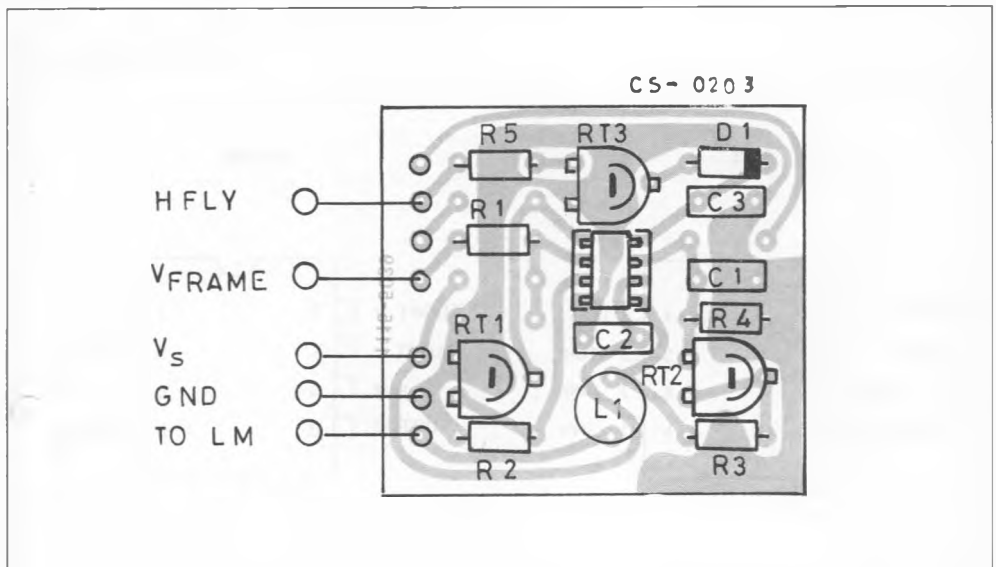 CS- 0203
R5 RT3 D1
H FLY
C3
R1
VFRAME
C1
R4
RT1
C2
VS
RT2
GND
L1
TO LM
R2
R3